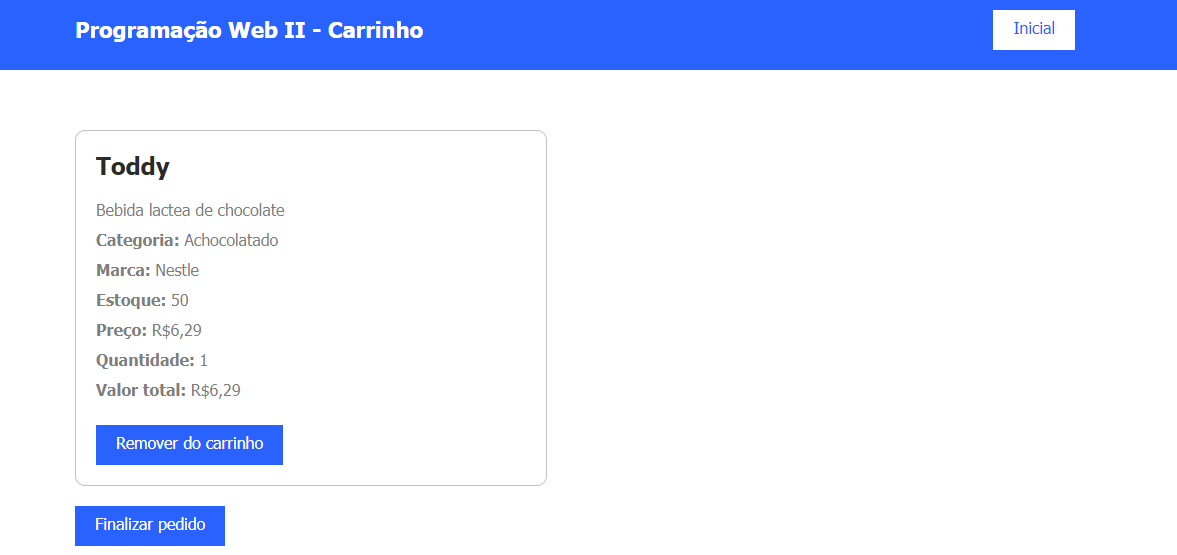 Programação Web II - Carrinho
Inicial
Toddy
Bebida lactea de chocolate
Categoria: Achocolatado
Marca: Nestle
Estoque: 50
Preço: R$6,29
Quantidade: 1
Valor total: R$6,29
Remover do carrinho
Finalizar pedido